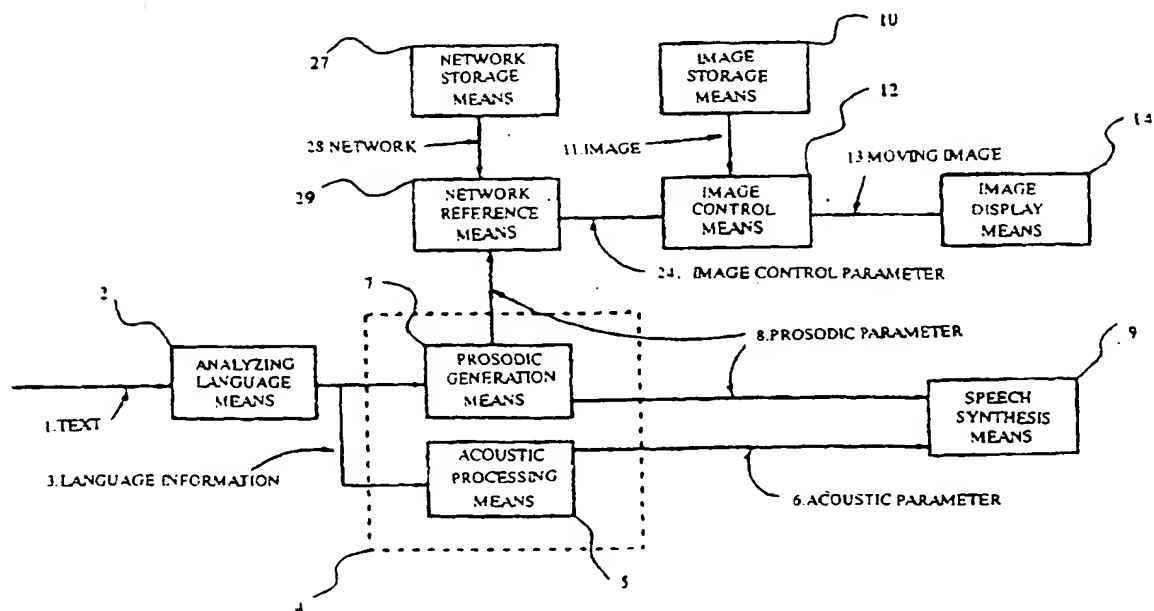 10
27
NETWORK
STORAGE
MEANS
IMAGE
STORAGE
MEANS
12
14
28.NETWORK
11.IMAGE
13.MOVING IMAGE
29
NETWORK
REFERENCE
MEANS
IMAGE
CONTROL
MEANS
IMAGE
DISPLAY
MEANS
24. IMAGE CONTROL PARAMETER
2
7
8.PROSODIC PARAMETER
9
ANALYZING
LANGUAGE
MEANS
PROSODIC
GENERATION
MEANS
SPEECH
SYNTHESIS
MEANS
1.TEXT
3.LANGUAGE INFORMATION
ACOUSTIC
PROCESSING
MEANS
6.ACOUSTIC PARAMETER
5
4